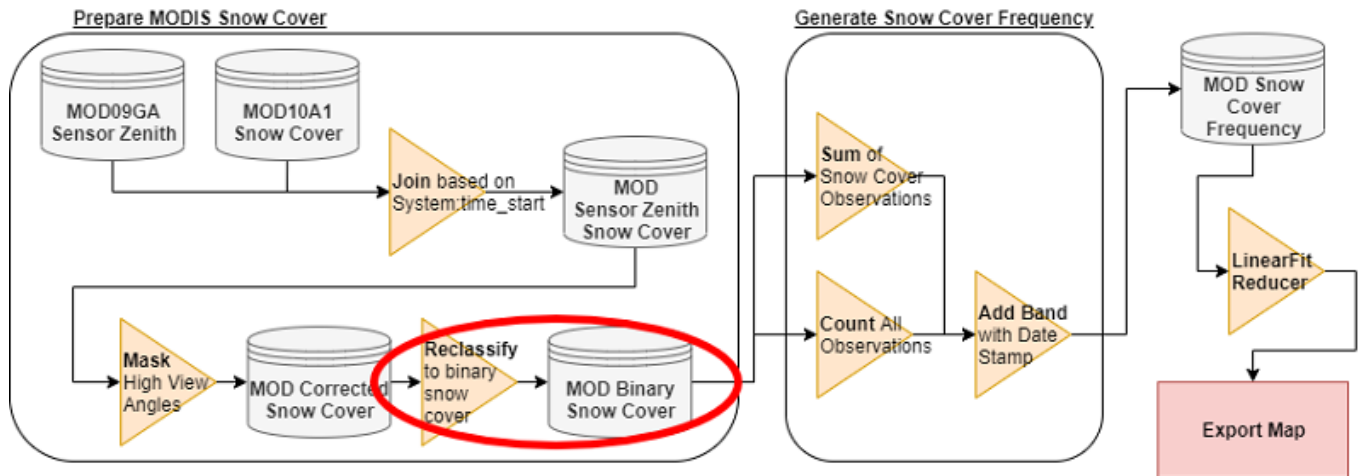 Prepare MODIS Snow Cover
MOD09GA
Sensor Zenith
MOD10A1
Snow Cover
Join based on
System:time_start
MOD
Sensor Zenith
Snow Cover
Mask
High View
Angles
MOD Corrected
Snow Cover
Reclassify
to binary
snow
cover
MOD Binary
Snow Cover
Generate Snow Cover Frequency
Sum of
Snow Cover
Observations
Count All
Observations
Add Band
with Date
Stamp
MOD Snow
Cover
Frequency
LinearFit
Reducer
Export Map